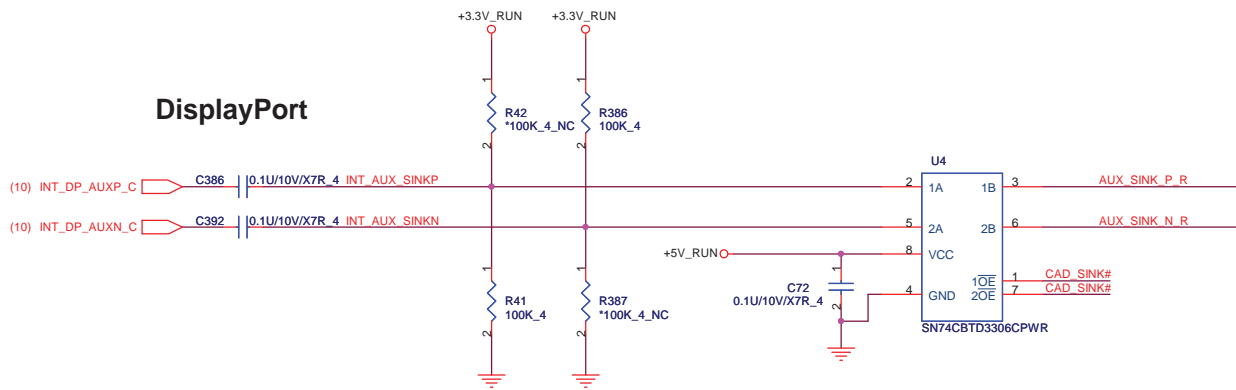 +3.3V_RUN +3.3V_RUN
DisplayPort
1 1
R42
*100K_4_NC
R386
100K_4
2 2
U4
(10) INT_DP_AUXP_C C386 0.1U/10V/X7R_4 INT_AUX_SINKP 2 1A 1B 3 AUX_SINK_P_R
(10) INT_DP_AUXN_C C392 0.1U/10V/X7R_4 INT_AUX_SINKN 5 2A 2B 6 AUX_SINK_N_R
+5V_RUN 8 VCC
1 1 1
1OE 1 CAD_SINK#
C72
0.1U/10V/X7R_4
4 GND 2OE 7 CAD_SINK#
R41
100K_4
R387
*100K_4_NC
2 2 2
SN74CBTD3306CPWR